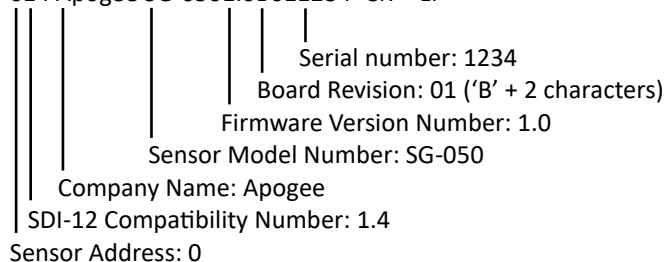 Serial number: 1234
Board Revision: 01 (‘B’ + 2 characters)
Firmware Version Number: 1.0
Sensor Model Number: SG-050
Company Name: Apogee
SDI-12 Compatibility Number: 1.4
Sensor Address: 0